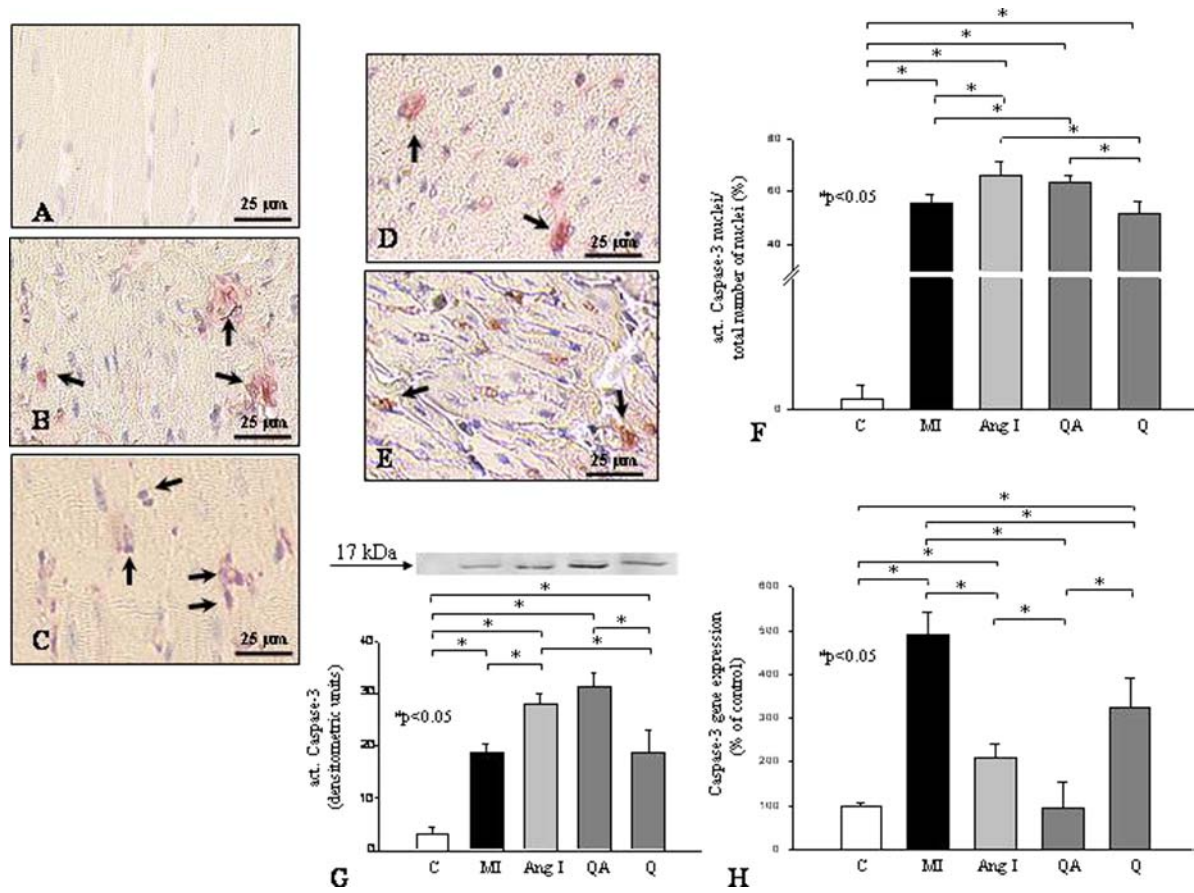 A
25 µm
B
25 µm
C
25 µm
D
25 µm
E
25 µm
* 
*
*
*
*
*
*
*
80
60
40
0
*p<0.05
act. Caspase-3 nuclei/
total number of nuclei (%)
C MI Ang I QA Q
F
17 kDa
*
*
*
*
*
*
*
40
30
20
10
0
*p<0.05
act. Caspase-3
(densitometric units)
C MI Ang I QA Q
G
*
*
*
*
*
*
*
*
600
500
400
300
200
100
0
*p<0.05
Caspase-3 gene expression
(% of control)
C MI Ang I QA Q
H